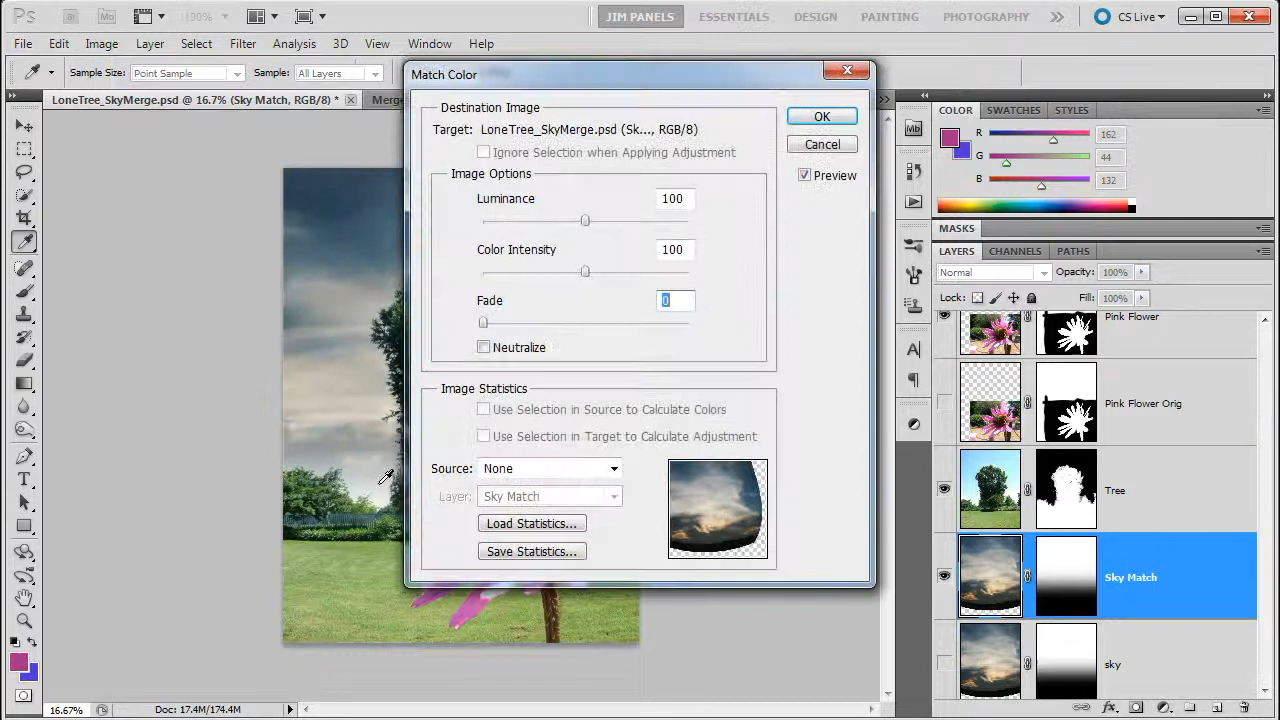 Ps Br Mb 100% JIM PANELS ESSENTIALS DESIGN PAINTING PHOTOGRAPHY CS Live
File Edit Image Layer Select Filter Analysis 3D View Window Help
Sample Size: Point Sample Sample: All Layers
LoneTree_SkyMerge.psd @ 16.7% (Sky Match, RGB/8) * Merge
Match Color
Destination Image
Target: LoneTree_SkyMerge.psd (Sk..., RGB/8)
Ignore Selection when Applying Adjustment
Image Options
Luminance 100
Color Intensity 100
Fade 0
Neutralize
Image Statistics
Use Selection in Source to Calculate Colors
Use Selection in Target to Calculate Adjustment
Source: None
Layer: Sky Match
Load Statistics...
Save Statistics...
OK
Cancel
Preview
COLOR SWATCHES STYLES
R 162
G 44
B 132
MASKS
LAYERS CHANNELS PATHS
Normal Opacity: 100%
Lock: Fill: 100%
Pink Flower
Pink Flower Orig
Tree
Sky Match
sky
fx
16.67% Doc: 17.4M/174.4M